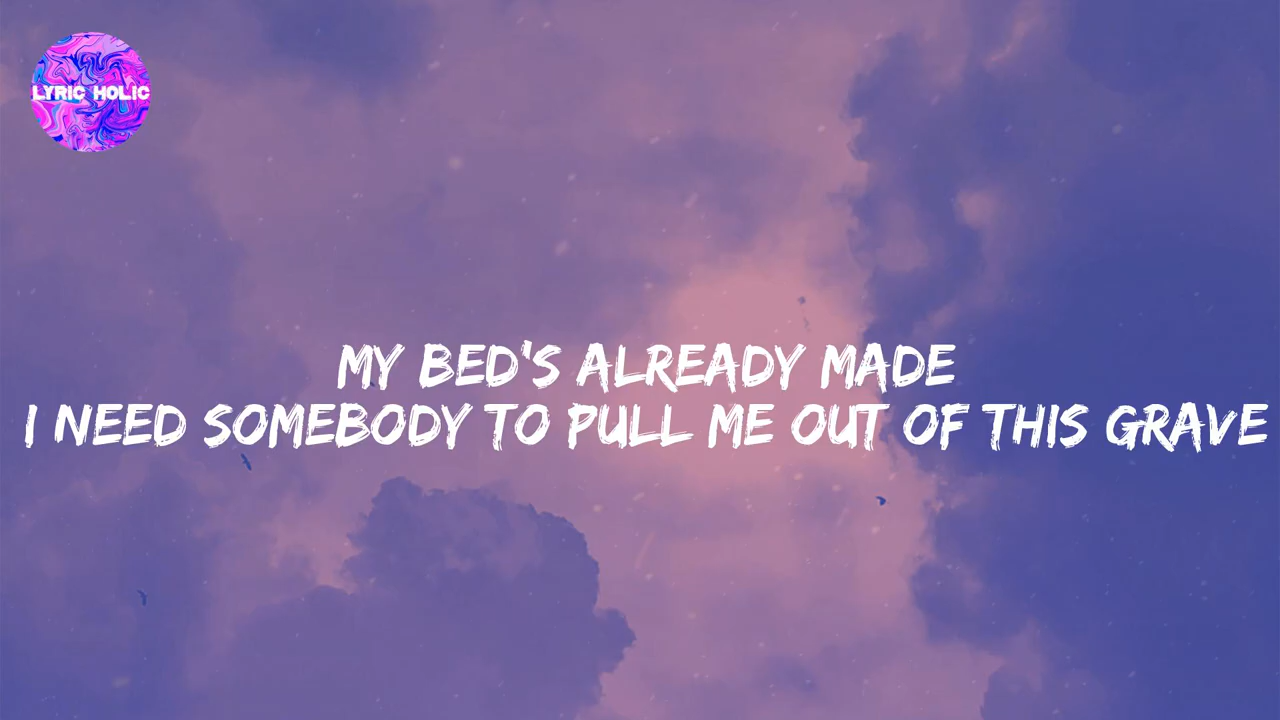 LYRIC HOLIC
MY BED'S ALREADY MADE
I NEED SOMEBODY TO PULL ME OUT OF THIS GRAVE